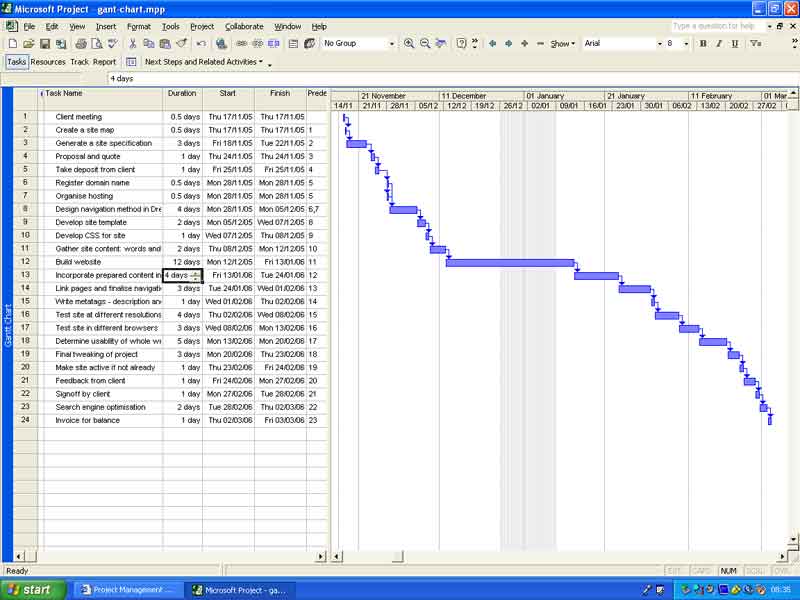 Microsoft Project - gant-chart.mpp
File Edit View Insert Format Tools Project Collaborate Window Help
Type a question for help
No Group Show Arial 8 B I U
Tasks Resources Track Report Next Steps and Related Activities
4 days
Task Name Duration Start Finish Prede
21 November 11 December 01 January 21 January 11 February 01 Mar
14/11 21/11 28/11 05/12 12/12 19/12 26/12 02/01 09/01 16/01 23/01 30/01 06/02 13/02 20/02 27/02
1 Client meeting 0.5 days Thu 17/11/05 Thu 17/11/05
2 Create a site map 0.5 days Thu 17/11/05 Thu 17/11/05 1
3 Generate a site specification 3 days Fri 18/11/05 Tue 22/11/05 2
4 Proposal and quote 1 day Thu 24/11/05 Thu 24/11/05 3
5 Take deposit from client 1 day Fri 25/11/05 Fri 25/11/05 4
6 Register domain name 0.5 days Mon 28/11/05 Mon 28/11/05 5
7 Organise hosting 0.5 days Mon 28/11/05 Mon 28/11/05 5
8 Design navigation method in Dre 4 days Mon 28/11/05 Mon 05/12/05 6,7
9 Develop site template 2 days Mon 05/12/05 Wed 07/12/05 8
10 Develop CSS for site 1 day Wed 07/12/05 Thu 08/12/05 9
11 Gather site content: words and 2 days Thu 08/12/05 Mon 12/12/05 10
12 Build website 12 days Mon 12/12/05 Fri 13/01/06 11
13 Incorporate prepared content in 4 days Fri 13/01/06 Tue 24/01/06 12
14 Link pages and finalise navigati 3 days Tue 24/01/06 Wed 01/02/06 13
15 Write metatags - description an 1 day Wed 01/02/06 Thu 02/02/06 14
16 Test site at different resolutions 4 days Thu 02/02/06 Wed 08/02/06 15
17 Test site in different browsers 3 days Wed 08/02/06 Mon 13/02/06 16
18 Determine usability of whole w 5 days Mon 13/02/06 Mon 20/02/06 17
19 Final tweaking of project 3 days Mon 20/02/06 Thu 23/02/06 18
20 Make site active if not already 1 day Thu 23/02/06 Fri 24/02/06 19
21 Feedback from client 1 day Fri 24/02/06 Mon 27/02/06 20
22 Signoff by client 1 day Mon 27/02/06 Tue 28/02/06 21
23 Search engine optimisation 2 days Tue 28/02/06 Thu 02/03/06 22
24 Invoice for balance 1 day Thu 02/03/06 Fri 03/03/06 23
Gantt Chart
Ready EXT CAPS NUM SCRL OVR
start Project Management ... Microsoft Project - ga... 08:35